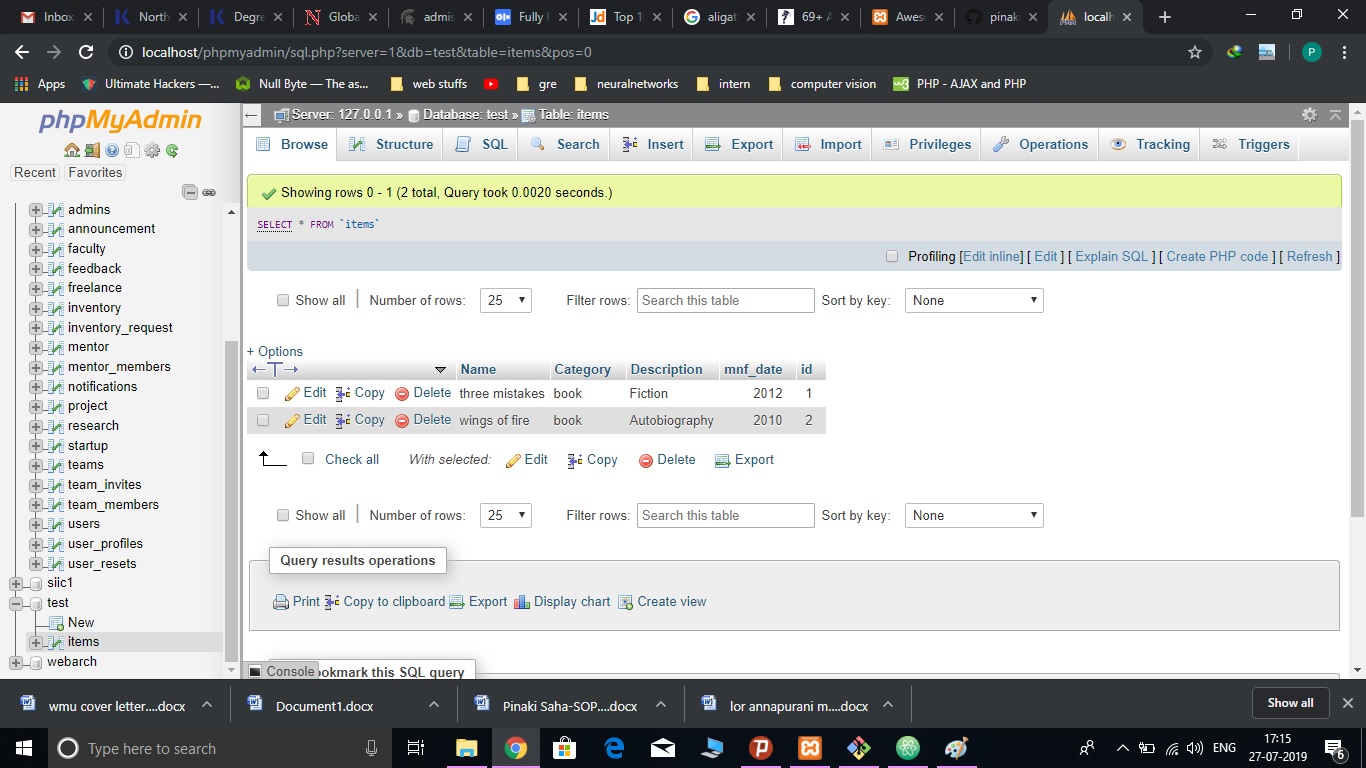 Inbox North Degre Globa admis Fully F Top 1 aligat 69+ A Awes pinak localh
localhost/phpmyadmin/sql.php?server=1&db=test&table=items&pos=0
Apps Ultimate Hackers —... Null Byte — The as... web stuffs gre neuralnetworks intern computer vision PHP - AJAX and PHP
phpMyAdmin
Recent Favorites
admins
announcement
faculty
feedback
freelance
inventory
inventory_request
mentor
mentor_members
notifications
project
research
startup
teams
team_invites
team_members
users
user_profiles
user_resets
siic1
test
New
items
webarch
Server: 127.0.0.1 » Database: test » Table: items
Browse Structure SQL Search Insert Export Import Privileges Operations Tracking Triggers
Showing rows 0 - 1 (2 total, Query took 0.0020 seconds.)
SELECT * FROM `items`
Profiling [Edit inline] [ Edit ] [ Explain SQL ] [ Create PHP code ] [ Refresh ]
Show all Number of rows: 25 Filter rows: Search this table Sort by key: None
+ Options
Name Category Description mnf_date id
Edit Copy Delete three mistakes book Fiction 2012 1
Edit Copy Delete wings of fire book Autobiography 2010 2
Check all With selected: Edit Copy Delete Export
Show all Number of rows: 25 Filter rows: Search this table Sort by key: None
Query results operations
Print Copy to clipboard Export Display chart Create view
Console ookmark this SQL query
wmu cover letter....docx Document1.docx Pinaki Saha-SOP....docx lor annapurani m....docx Show all
Type here to search ENG 17:15
27-07-2019 6